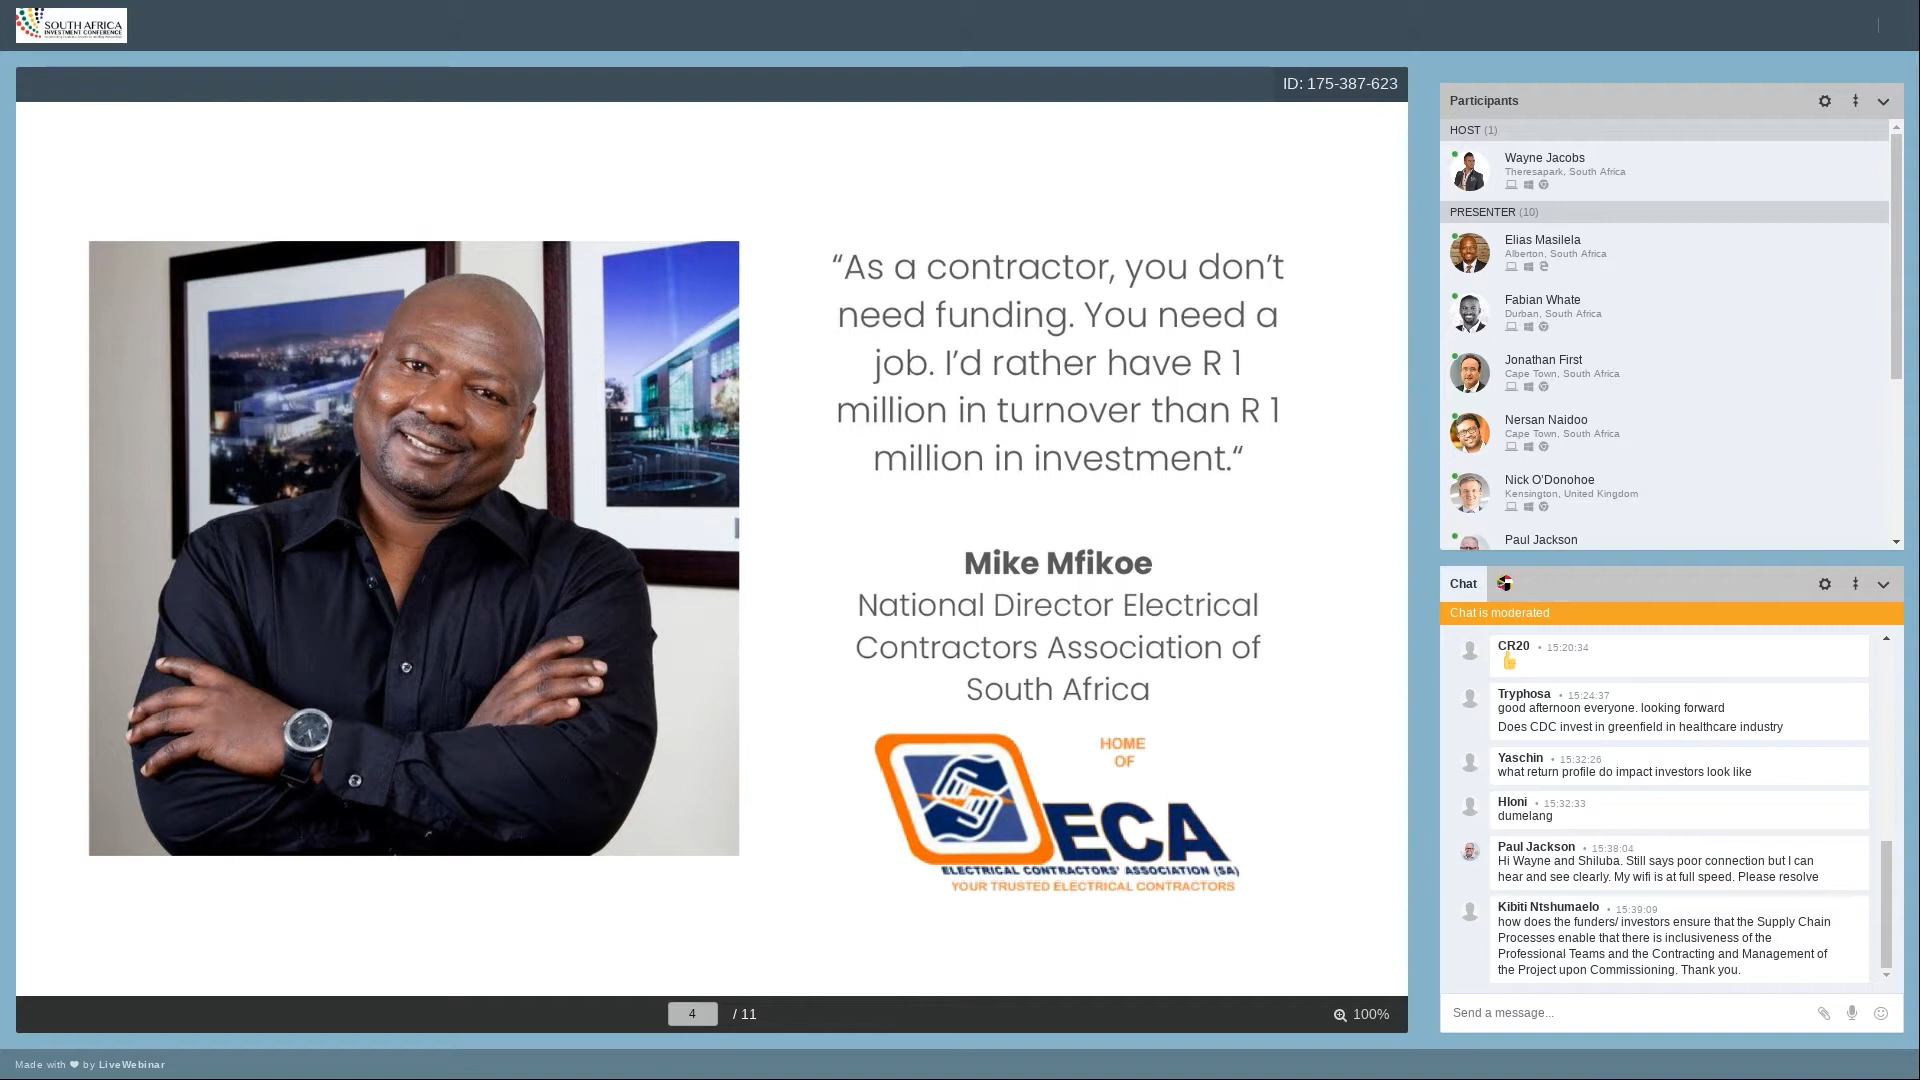 SOUTH AFRICA
INVESTMENT CONFERENCE
ID: 175-387-623
“As a contractor, you don’t
need funding. You need a
job. I’d rather have R 1
million in turnover than R 1
million in investment.“
Mike Mfikoe
National Director Electrical
Contractors Association of
South Africa
HOME
OF
ECA
ELECTRICAL CONTRACTORS' ASSOCIATION (SA)
YOUR TRUSTED ELECTRICAL CONTRACTORS
4 / 11
100%
Participants
HOST (1)
Wayne Jacobs
Theresapark, South Africa
PRESENTER (10)
Elias Masilela
Alberton, South Africa
Fabian Whate
Durban, South Africa
Jonathan First
Cape Town, South Africa
Nersan Naidoo
Cape Town, South Africa
Nick O'Donohoe
Kensington, United Kingdom
Paul Jackson
Chat
Chat is moderated
CR20 • 15:20:34
Tryphosa • 15:24:37
good afternoon everyone. looking forward
Does CDC invest in greenfield in healthcare industry
Yaschin • 15:32:26
what return profile do impact investors look like
Hloni • 15:32:33
dumelang
Paul Jackson • 15:38:04
Hi Wayne and Shiluba. Still says poor connection but I can
hear and see clearly. My wifi is at full speed. Please resolve
Kibiti Ntshumaelo • 15:39:09
how does the funders/ investors ensure that the Supply Chain
Processes enable that there is inclusiveness of the
Professional Teams and the Contracting and Management of
the Project upon Commissioning. Thank you.
Send a message...
Made with ❤ by LiveWebinar